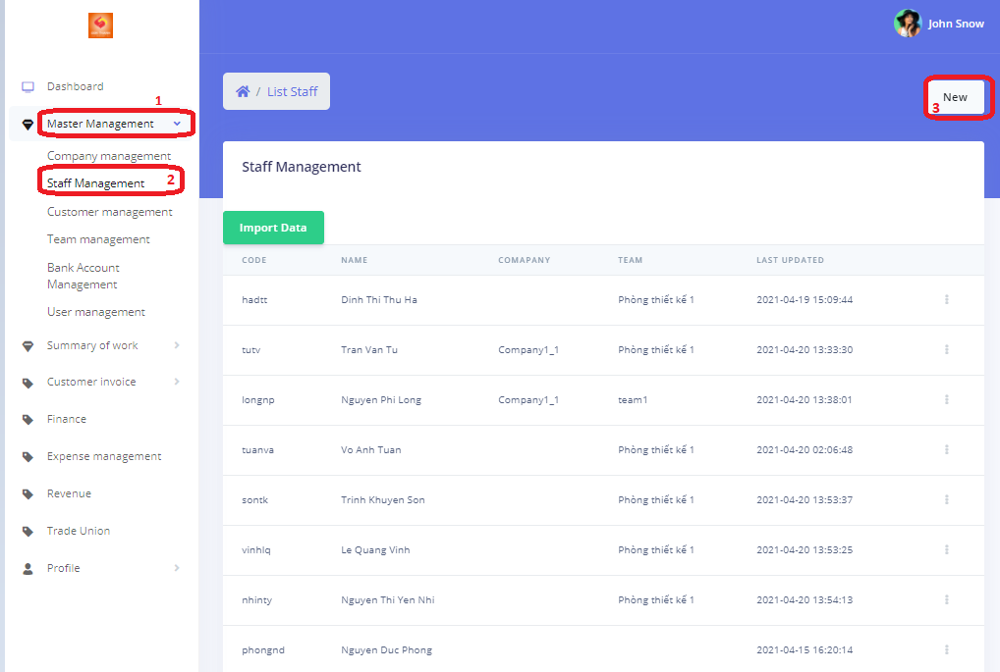 John Snow
Dashboard
1
Master Management
Company management
Staff Management 2
Customer management
Team management
Bank Account
Management
User management
Summary of work
Customer invoice
Finance
Expense management
Revenue
Trade Union
Profile
/ List Staff
New
3
Staff Management
Import Data
CODE NAME COMAPANY TEAM LAST UPDATED
hadtt Dinh Thi Thu Ha Phòng thiết kế 1 2021-04-19 15:09:44
tutv Tran Van Tu Company1_1 Phòng thiết kế 1 2021-04-20 13:33:30
longnp Nguyen Phi Long Company1_1 team1 2021-04-20 13:38:01
tuanva Vo Anh Tuan Phòng thiết kế 1 2021-04-20 02:06:48
sontk Trinh Khuyen Son Phòng thiết kế 1 2021-04-20 13:53:37
vinhlq Le Quang Vinh Phòng thiết kế 1 2021-04-20 13:53:25
nhinty Nguyen Thi Yen Nhi Phòng thiết kế 1 2021-04-20 13:54:13
phongnd Nguyen Duc Phong 2021-04-15 16:20:14